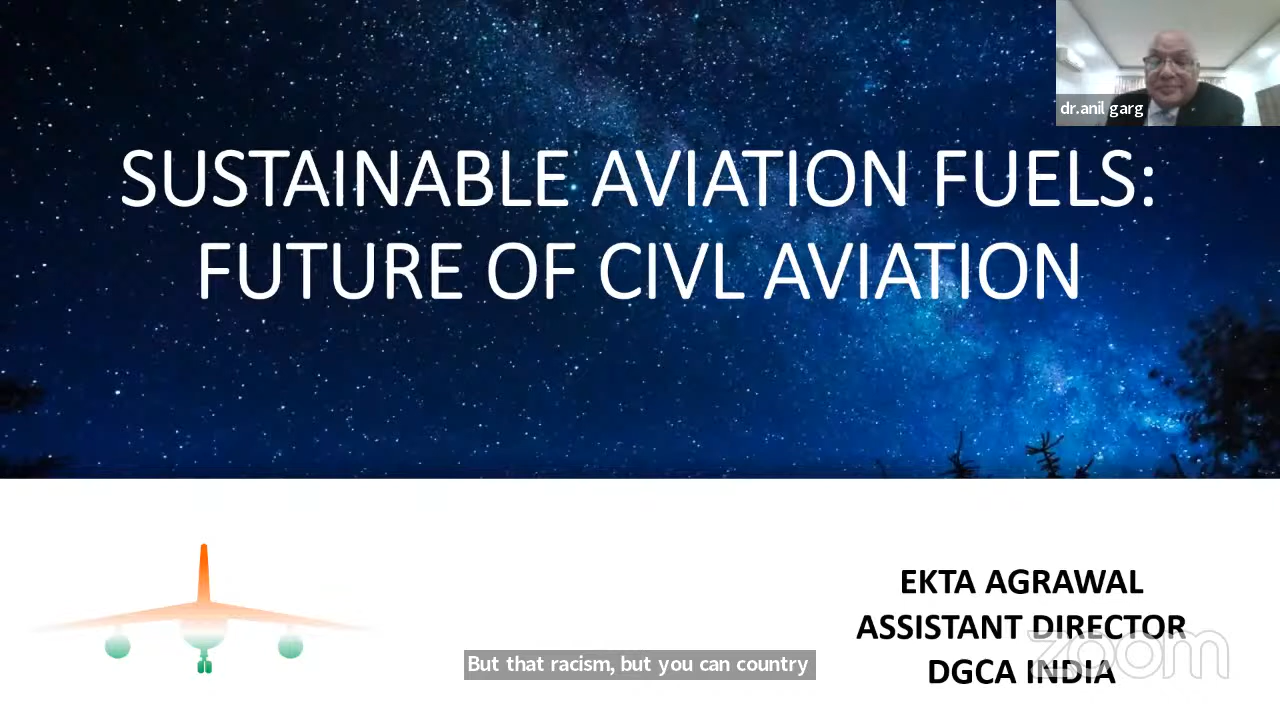 dr.anil garg
SUSTAINABLE AVIATION FUELS:
FUTURE OF CIVL AVIATION
EKTA AGRAWAL
ASSISTANT DIRECTOR
DGCA INDIA
zoom
But that racism, but you can country